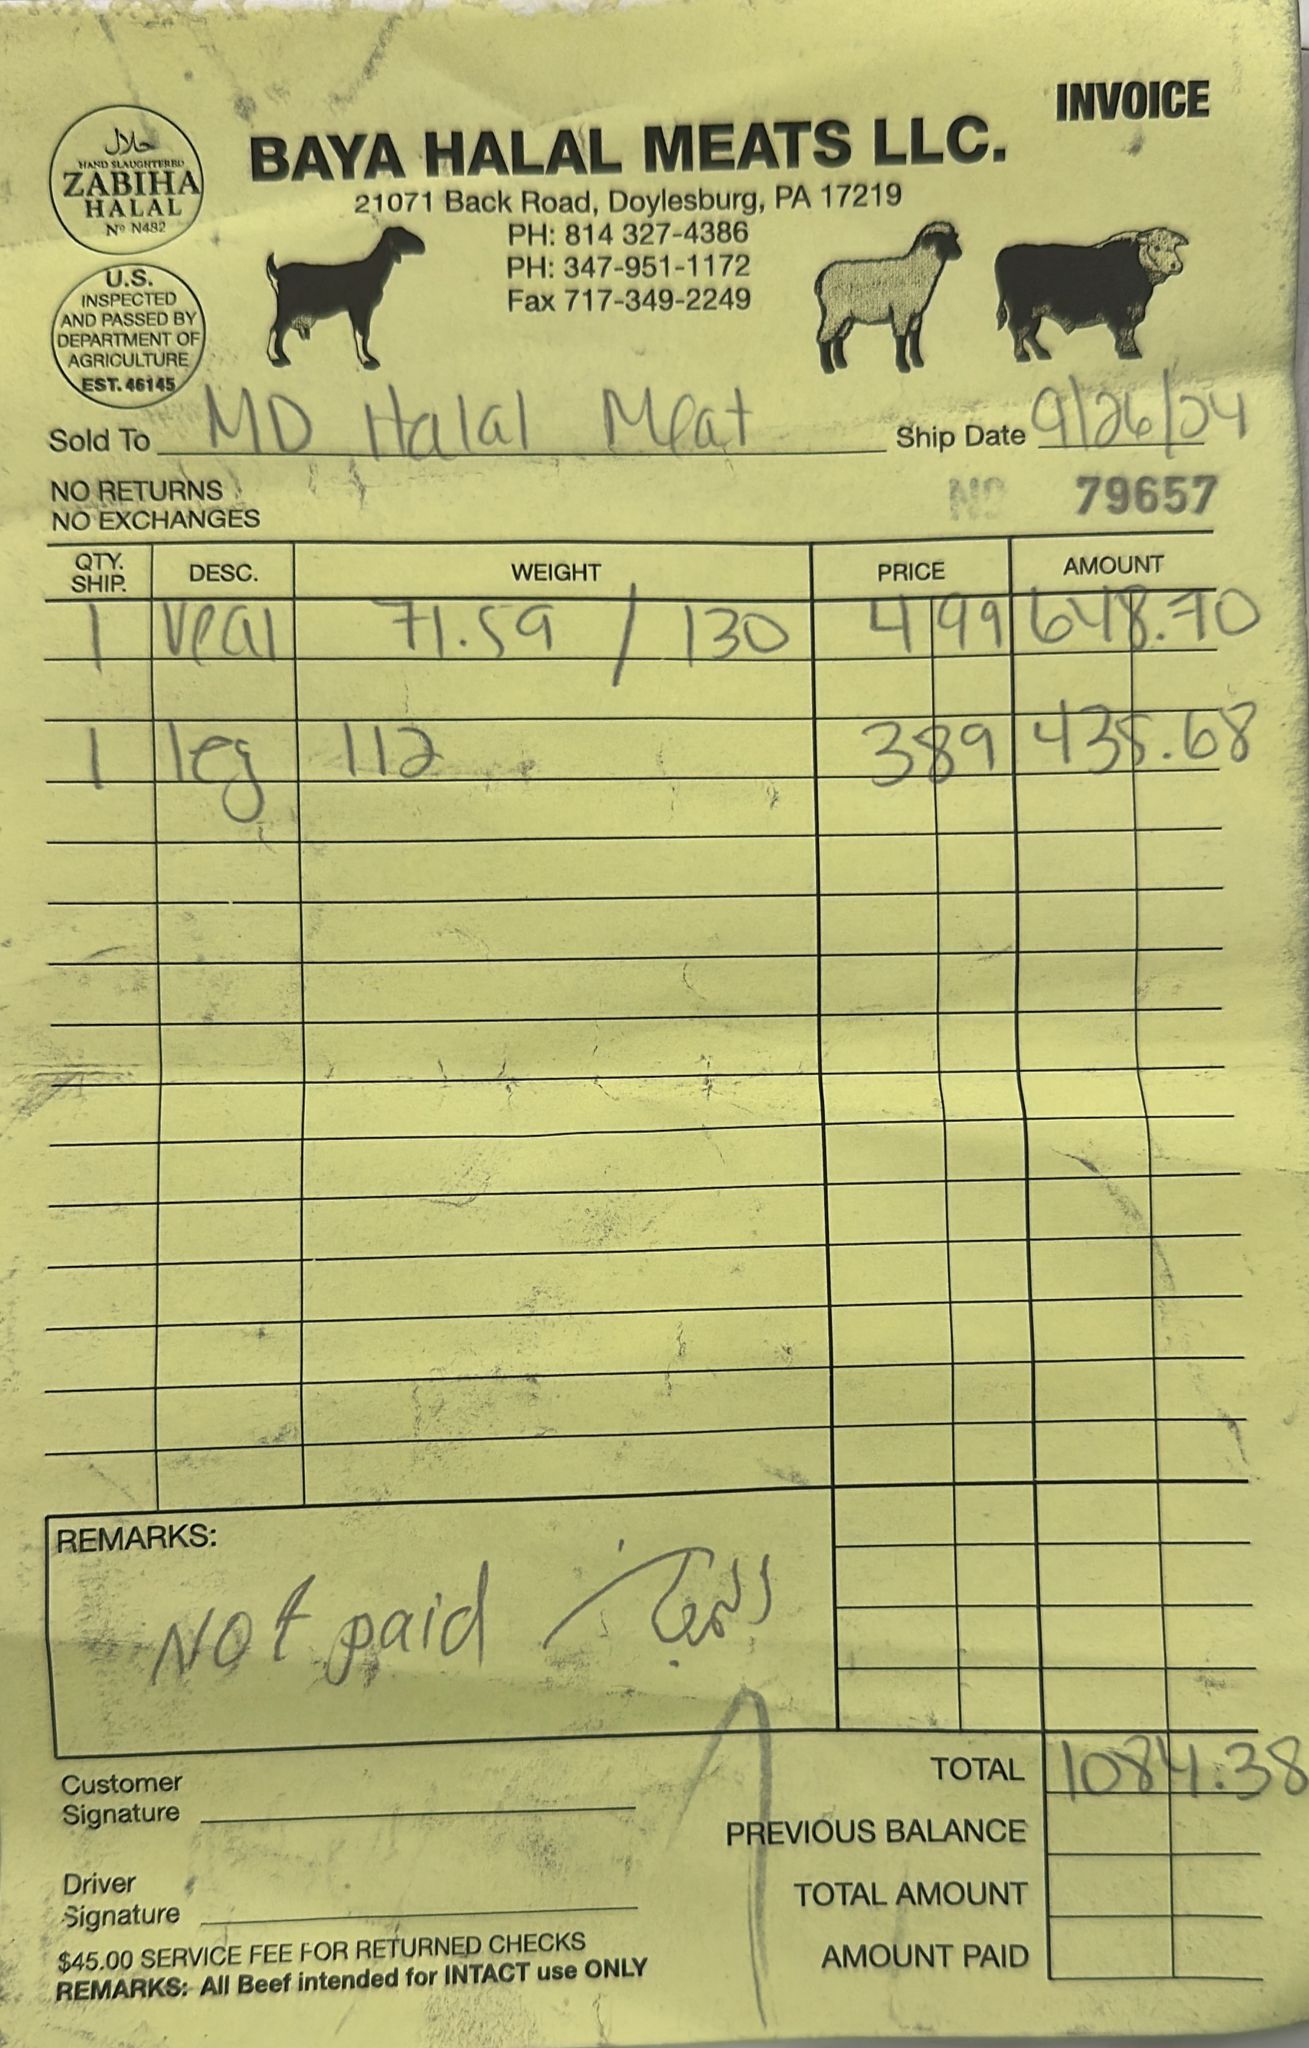 INVOICE
حلال
HAND SLAUGHTERED
ZABIHA
HALAL
Nº N482
BAYA HALAL MEATS LLC.
21071 Back Road, Doylesburg, PA 17219
PH: 814 327-4386
PH: 347-951-1172
Fax 717-349-2249
U.S.
INSPECTED
AND PASSED BY
DEPARTMENT OF
AGRICULTURE
EST. 46145
Sold To MD Halal Meat Ship Date 9/26/24
NO RETURNS
NO EXCHANGES
NO 79657
QTY. SHIP. DESC. WEIGHT PRICE AMOUNT
1 Veal 71.59 / 130 4 99 648.70
1 leg 112 389 435.68
REMARKS:
Not paid
TOTAL 1084.38
Customer
Signature
PREVIOUS BALANCE
TOTAL AMOUNT
Driver
Signature
AMOUNT PAID
$45.00 SERVICE FEE FOR RETURNED CHECKS
REMARKS: All Beef intended for INTACT use ONLY